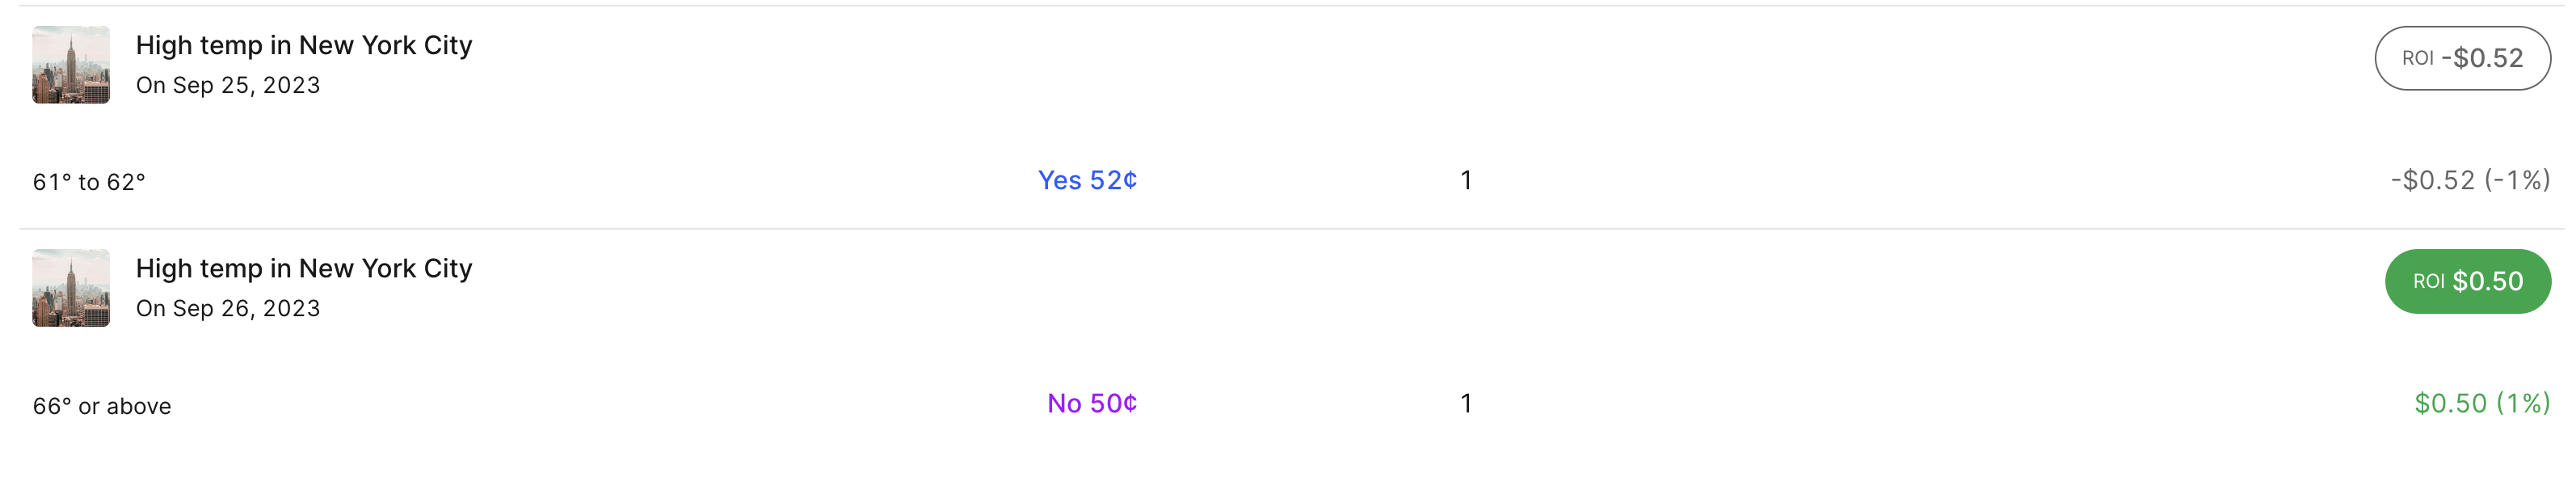 High temp in New York City
On Sep 25, 2023
ROI -$0.52
61° to 62°
Yes 52¢
1
-$0.52 (-1%)
High temp in New York City
On Sep 26, 2023
ROI $0.50
66° or above
No 50¢
1
$0.50 (1%)